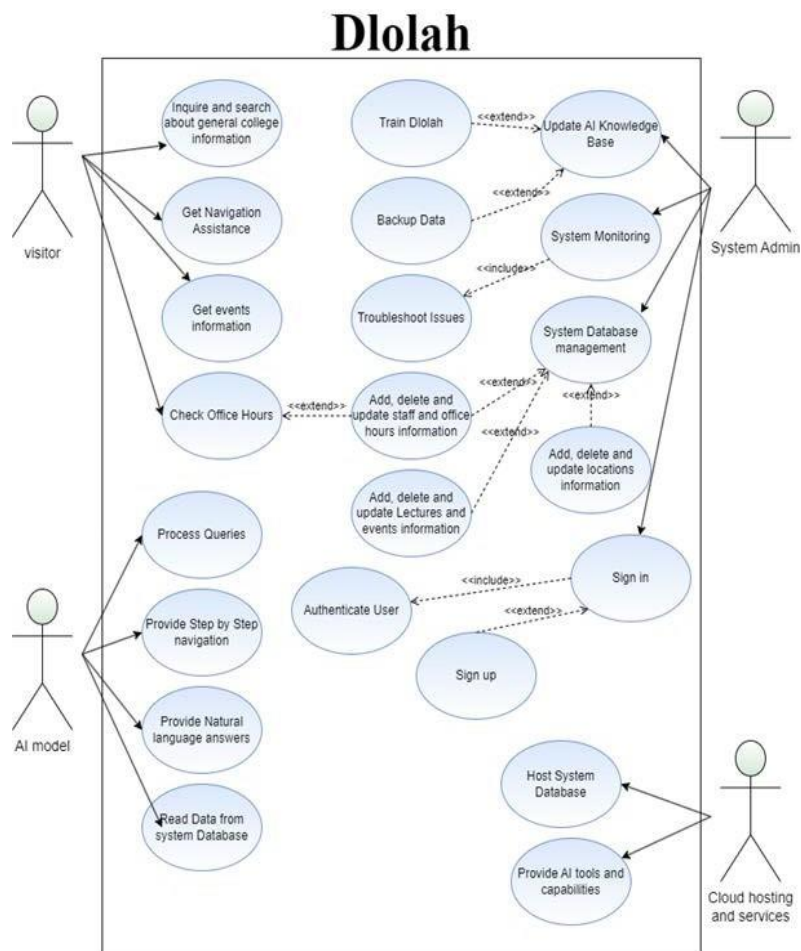 Dlolah
visitor
Inquire and search
about general college
information
Get Navigation
Assistance
Get events
information
Check Office Hours
Train Dlolah
<<extend>>
Update AI Knowledge
Base
Backup Data
<<extend>>
System Monitoring
<<include>>
Troubleshoot Issues
System Database
management
<<extend>>
Add, delete and
update staff and office
hours information
<<extend>>
<<extend>>
<<extend>>
Add, delete and
update Lectures and
events information
Add, delete and
update locations
information
System Admin
Process Queries
Provide Step by Step
navigation
Provide Natural
language answers
Read Data from
system Database
AI model
Authenticate User
<<include>>
Sign in
<<extend>>
Sign up
Host System
Database
Provide AI tools and
capabilities
Cloud hosting
and services